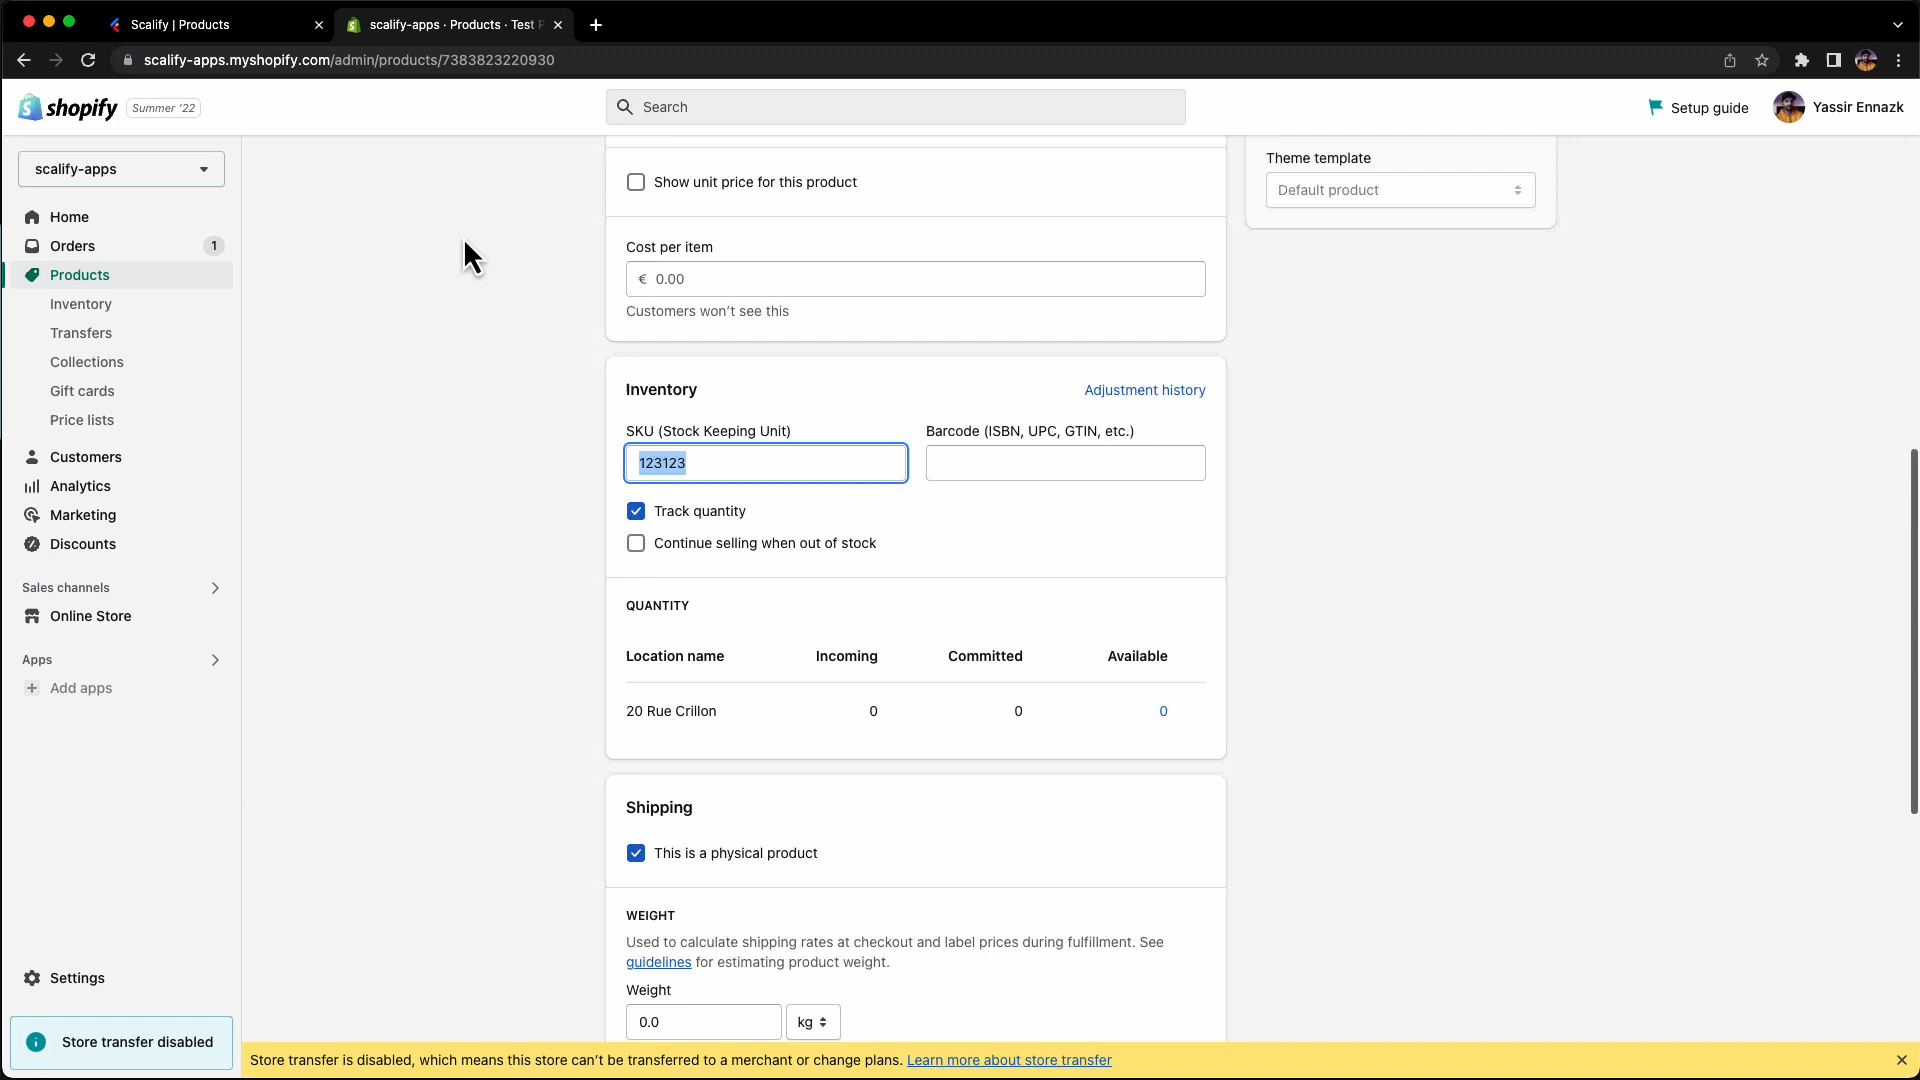 Scalify | Products
scalify-apps · Products · Test P
scalify-apps.myshopify.com/admin/products/7383823220930
shopify
Summer '22
Search
Setup guide
Yassir Ennazk
scalify-apps
Home
Orders
1
Products
Inventory
Transfers
Collections
Gift cards
Price lists
Customers
Analytics
Marketing
Discounts
Sales channels
Online Store
Apps
Add apps
Settings
Store transfer disabled
Show unit price for this product
Cost per item
€ 0.00
Customers won't see this
Theme template
Default product
Inventory
Adjustment history
SKU (Stock Keeping Unit)
Barcode (ISBN, UPC, GTIN, etc.)
123123
Track quantity
Continue selling when out of stock
QUANTITY
Location name Incoming Committed Available
20 Rue Crillon 0 0 0
Shipping
This is a physical product
WEIGHT
Used to calculate shipping rates at checkout and label prices during fulfillment. See
guidelines for estimating product weight.
Weight
0.0 kg
Store transfer is disabled, which means this store can't be transferred to a merchant or change plans. Learn more about store transfer